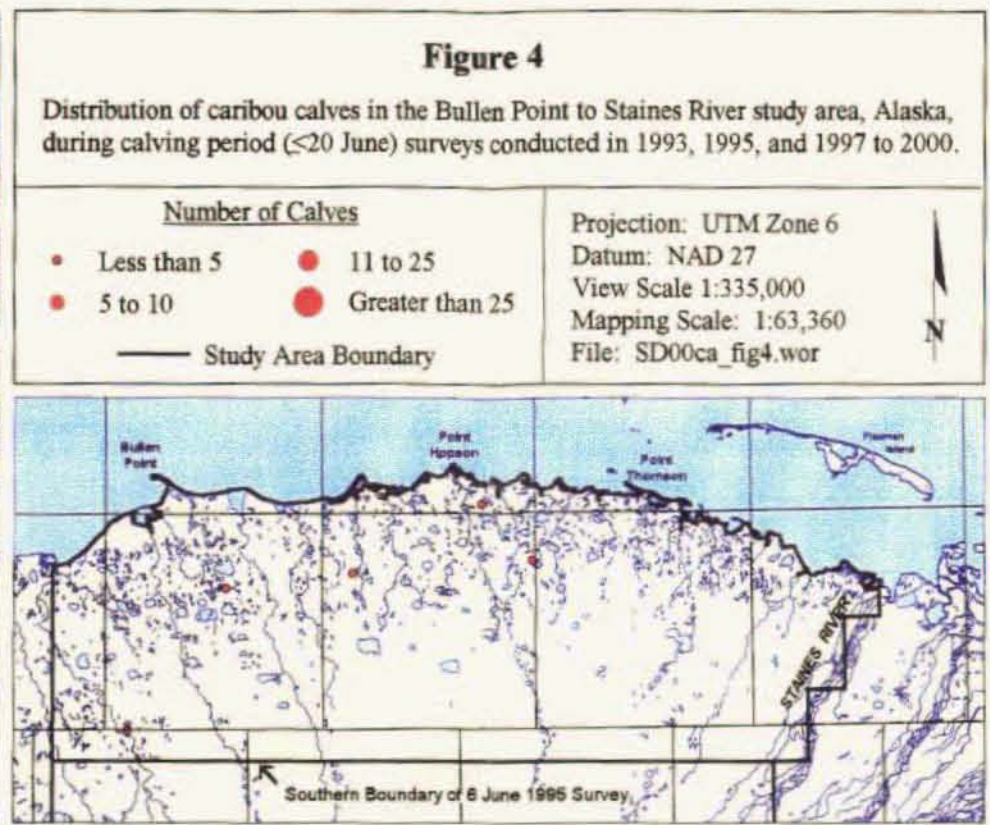 Figure 4
Distribution of caribou calves in the Bullen Point to Staines River study area, Alaska,
during calving period (≤20 June) surveys conducted in 1993, 1995, and 1997 to 2000.
Number of Calves
Less than 5
11 to 25
5 to 10
Greater than 25
Study Area Boundary
Projection: UTM Zone 6
Datum: NAD 27
View Scale 1:335,000
Mapping Scale: 1:63,360
File: SD00ca_fig4.wor
N
Bullen
Point
Point
Hopson
Point
Thomson
Flaxman
Island
STAINES RIVER
Southern Boundary of 6 June 1995 Survey